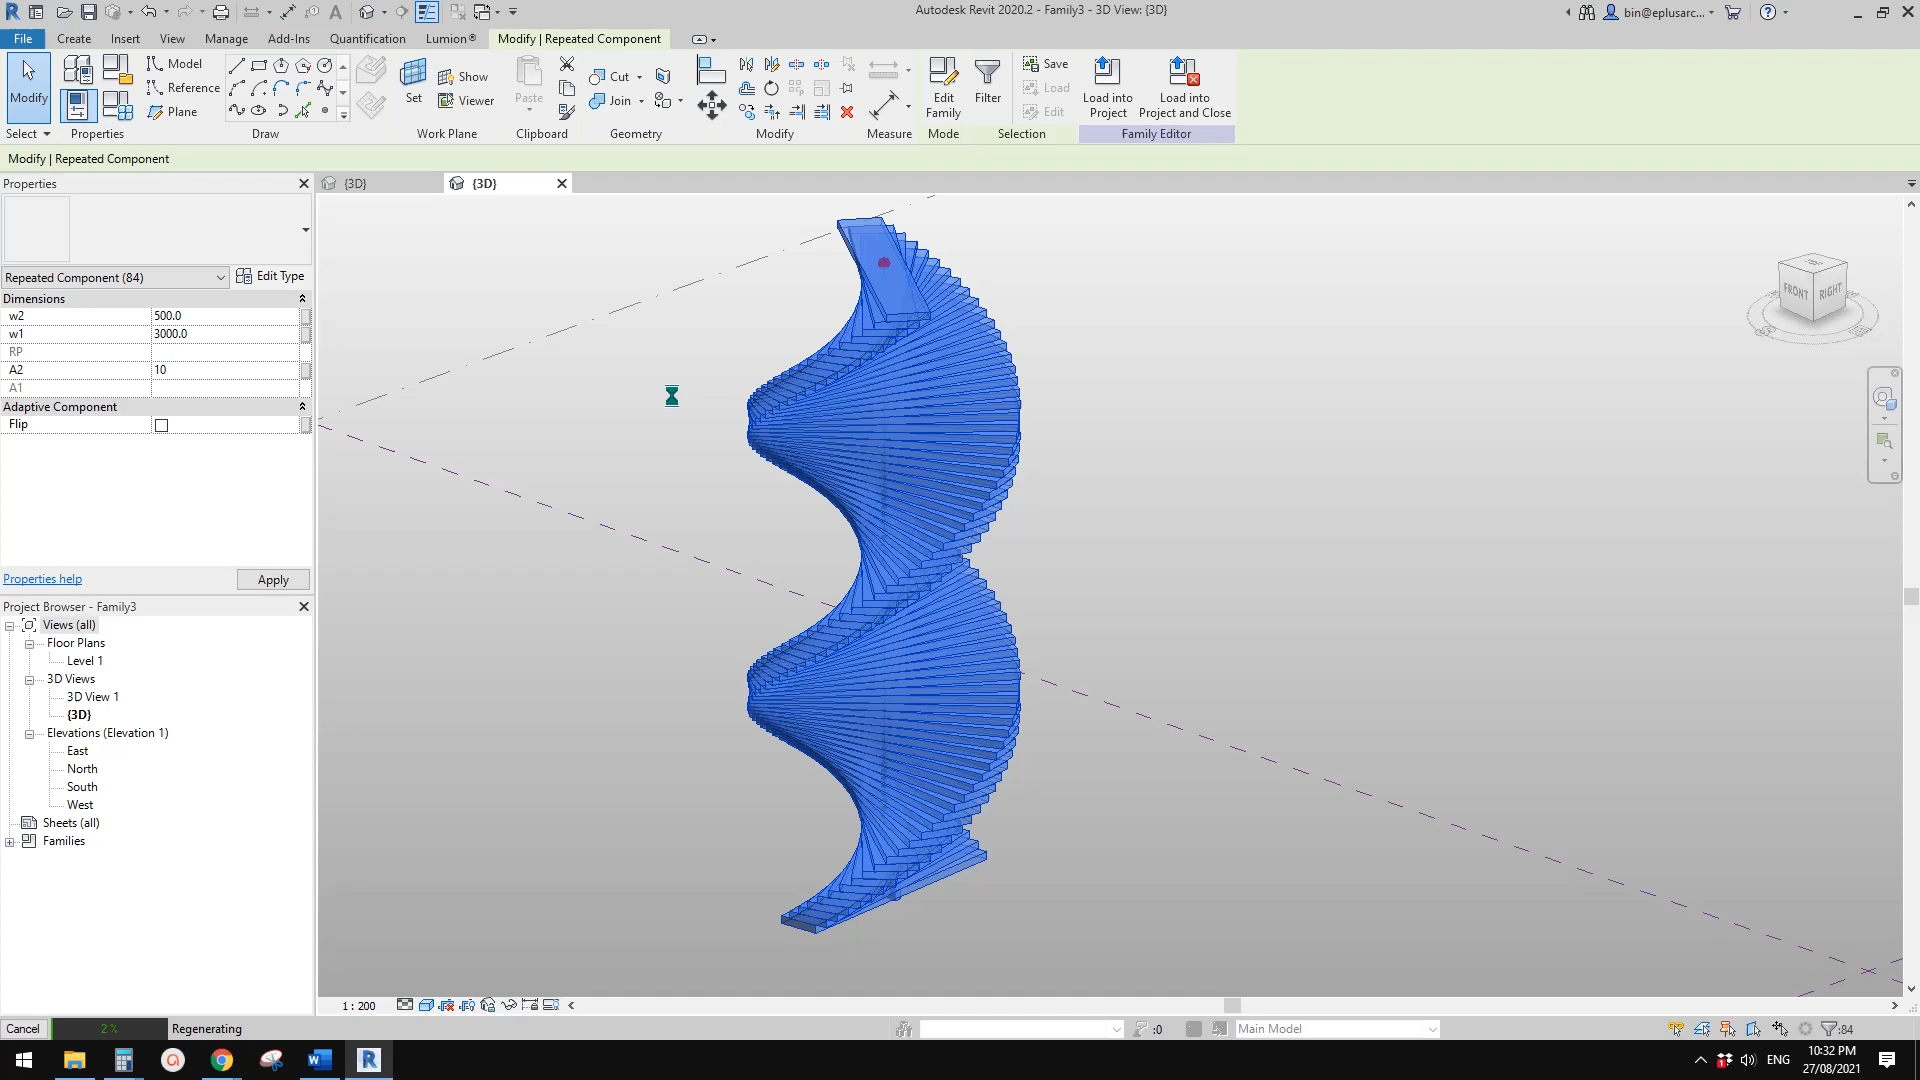 Autodesk Revit 2020.2 - Family3 - 3D View: {3D}
bin@eplusarc...
File
Create
Insert
View
Manage
Add-Ins
Quantification
Lumion®
Modify | Repeated Component
Modify
Model
Reference
Plane
Set
Show
Viewer
Paste
Cut
Join
Edit Family
Filter
Save
Load
Edit
Load into Project
Load into Project and Close
Select
Properties
Draw
Work Plane
Clipboard
Geometry
Modify
Measure
Mode
Selection
Family Editor
Modify | Repeated Component
Properties
{3D}
{3D}
Repeated Component (84)
Edit Type
Dimensions
w2 500.0
w1 3000.0
RP
A2 10
A1
Adaptive Component
Flip
Properties help
Apply
FRONT
RIGHT
Project Browser - Family3
Views (all)
Floor Plans
Level 1
3D Views
3D View 1
{3D}
Elevations (Elevation 1)
East
North
South
West
Sheets (all)
Families
1 : 200
Cancel
2 %
Regenerating
:0
Main Model
:84
ENG
10:32 PM
27/08/2021